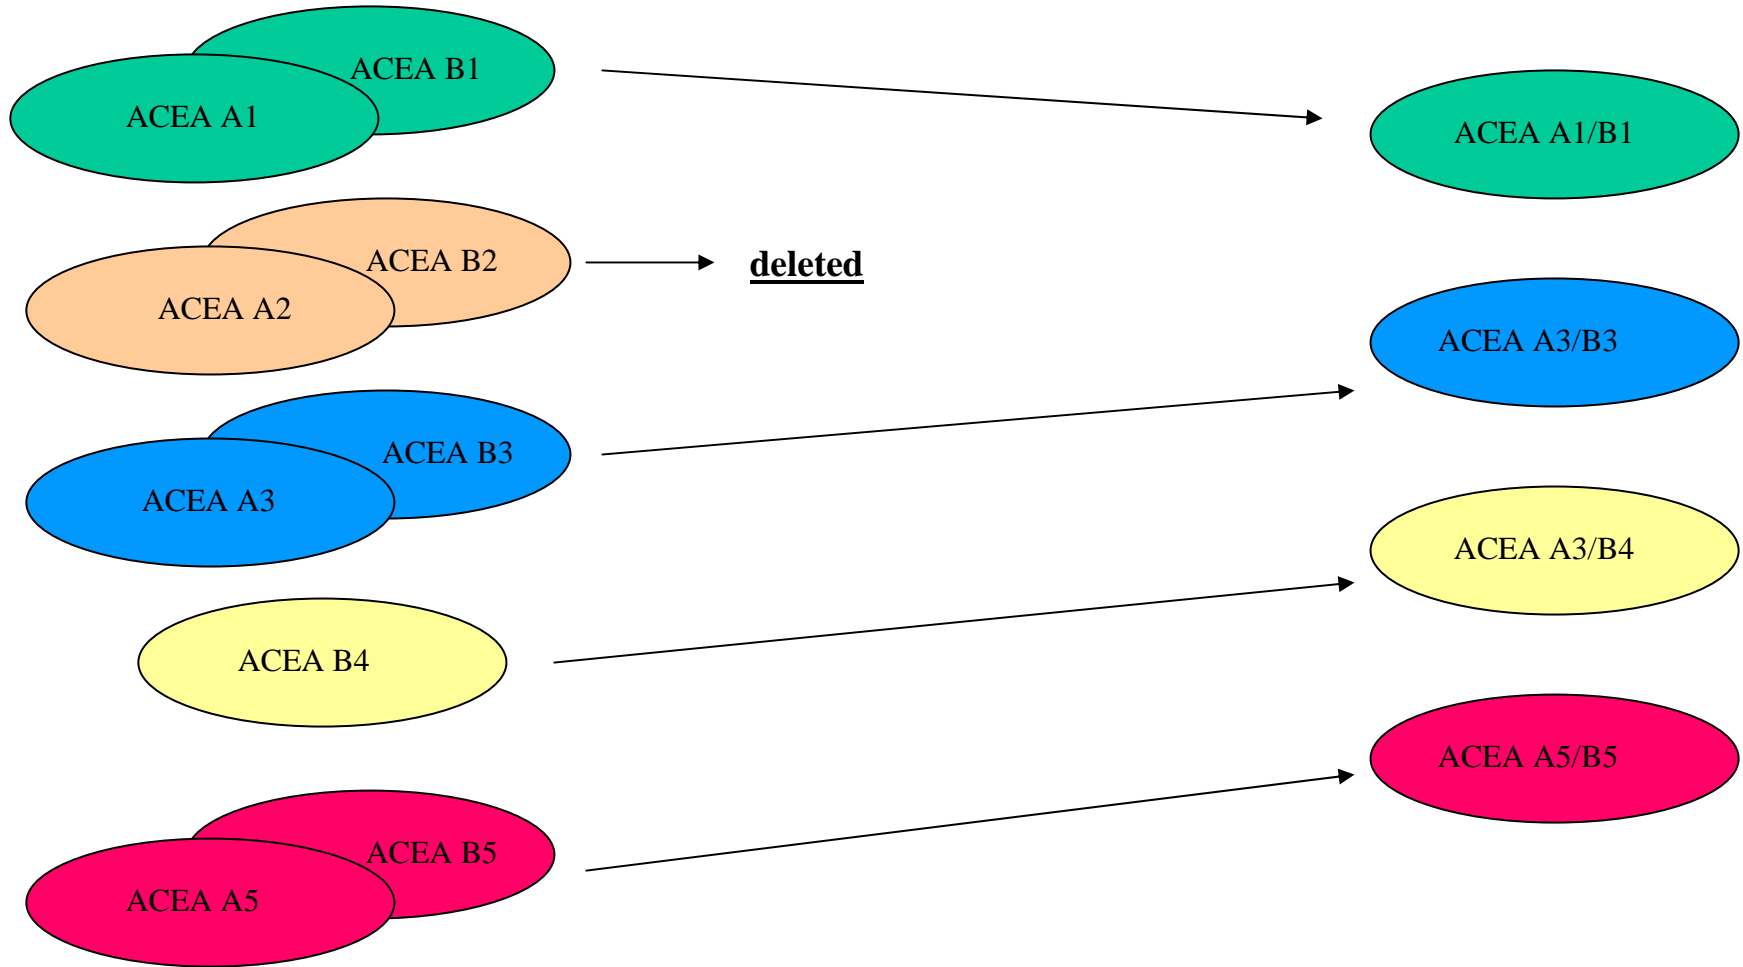 ACEA B1
ACEA A1
ACEA A1/B1
ACEA B2
deleted
ACEA A2
ACEA A3/B3
ACEA B3
ACEA A3
ACEA A3/B4
ACEA B4
ACEA A5/B5
ACEA B5
ACEA A5